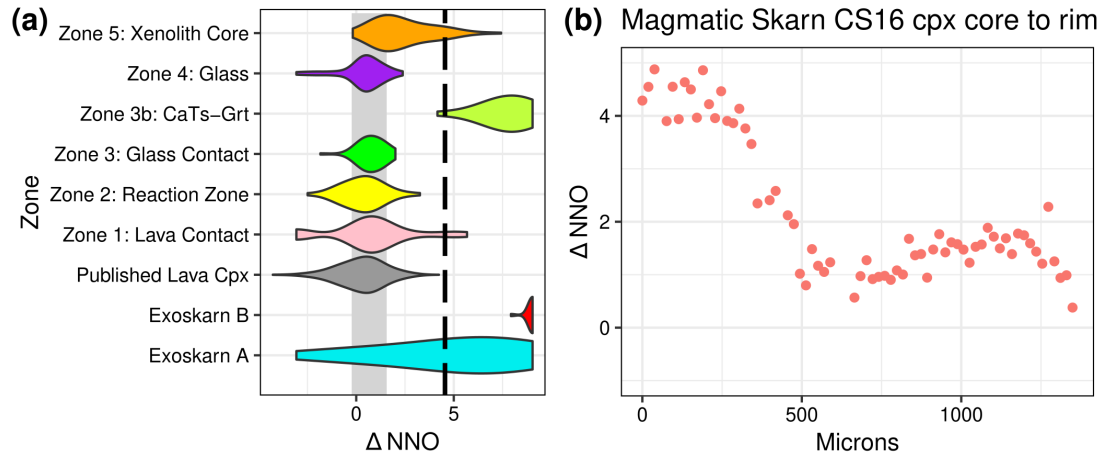 (a)
Zone
Zone 5: Xenolith Core
Zone 4: Glass
Zone 3b: CaTs−Grt
Zone 3: Glass Contact
Zone 2: Reaction Zone
Zone 1: Lava Contact
Published Lava Cpx
Exoskarn B
Exoskarn A
0 5
Δ NNO
(b) Magmatic Skarn CS16 cpx core to rim
Δ NNO
4
2
0
0 500 1000
Microns